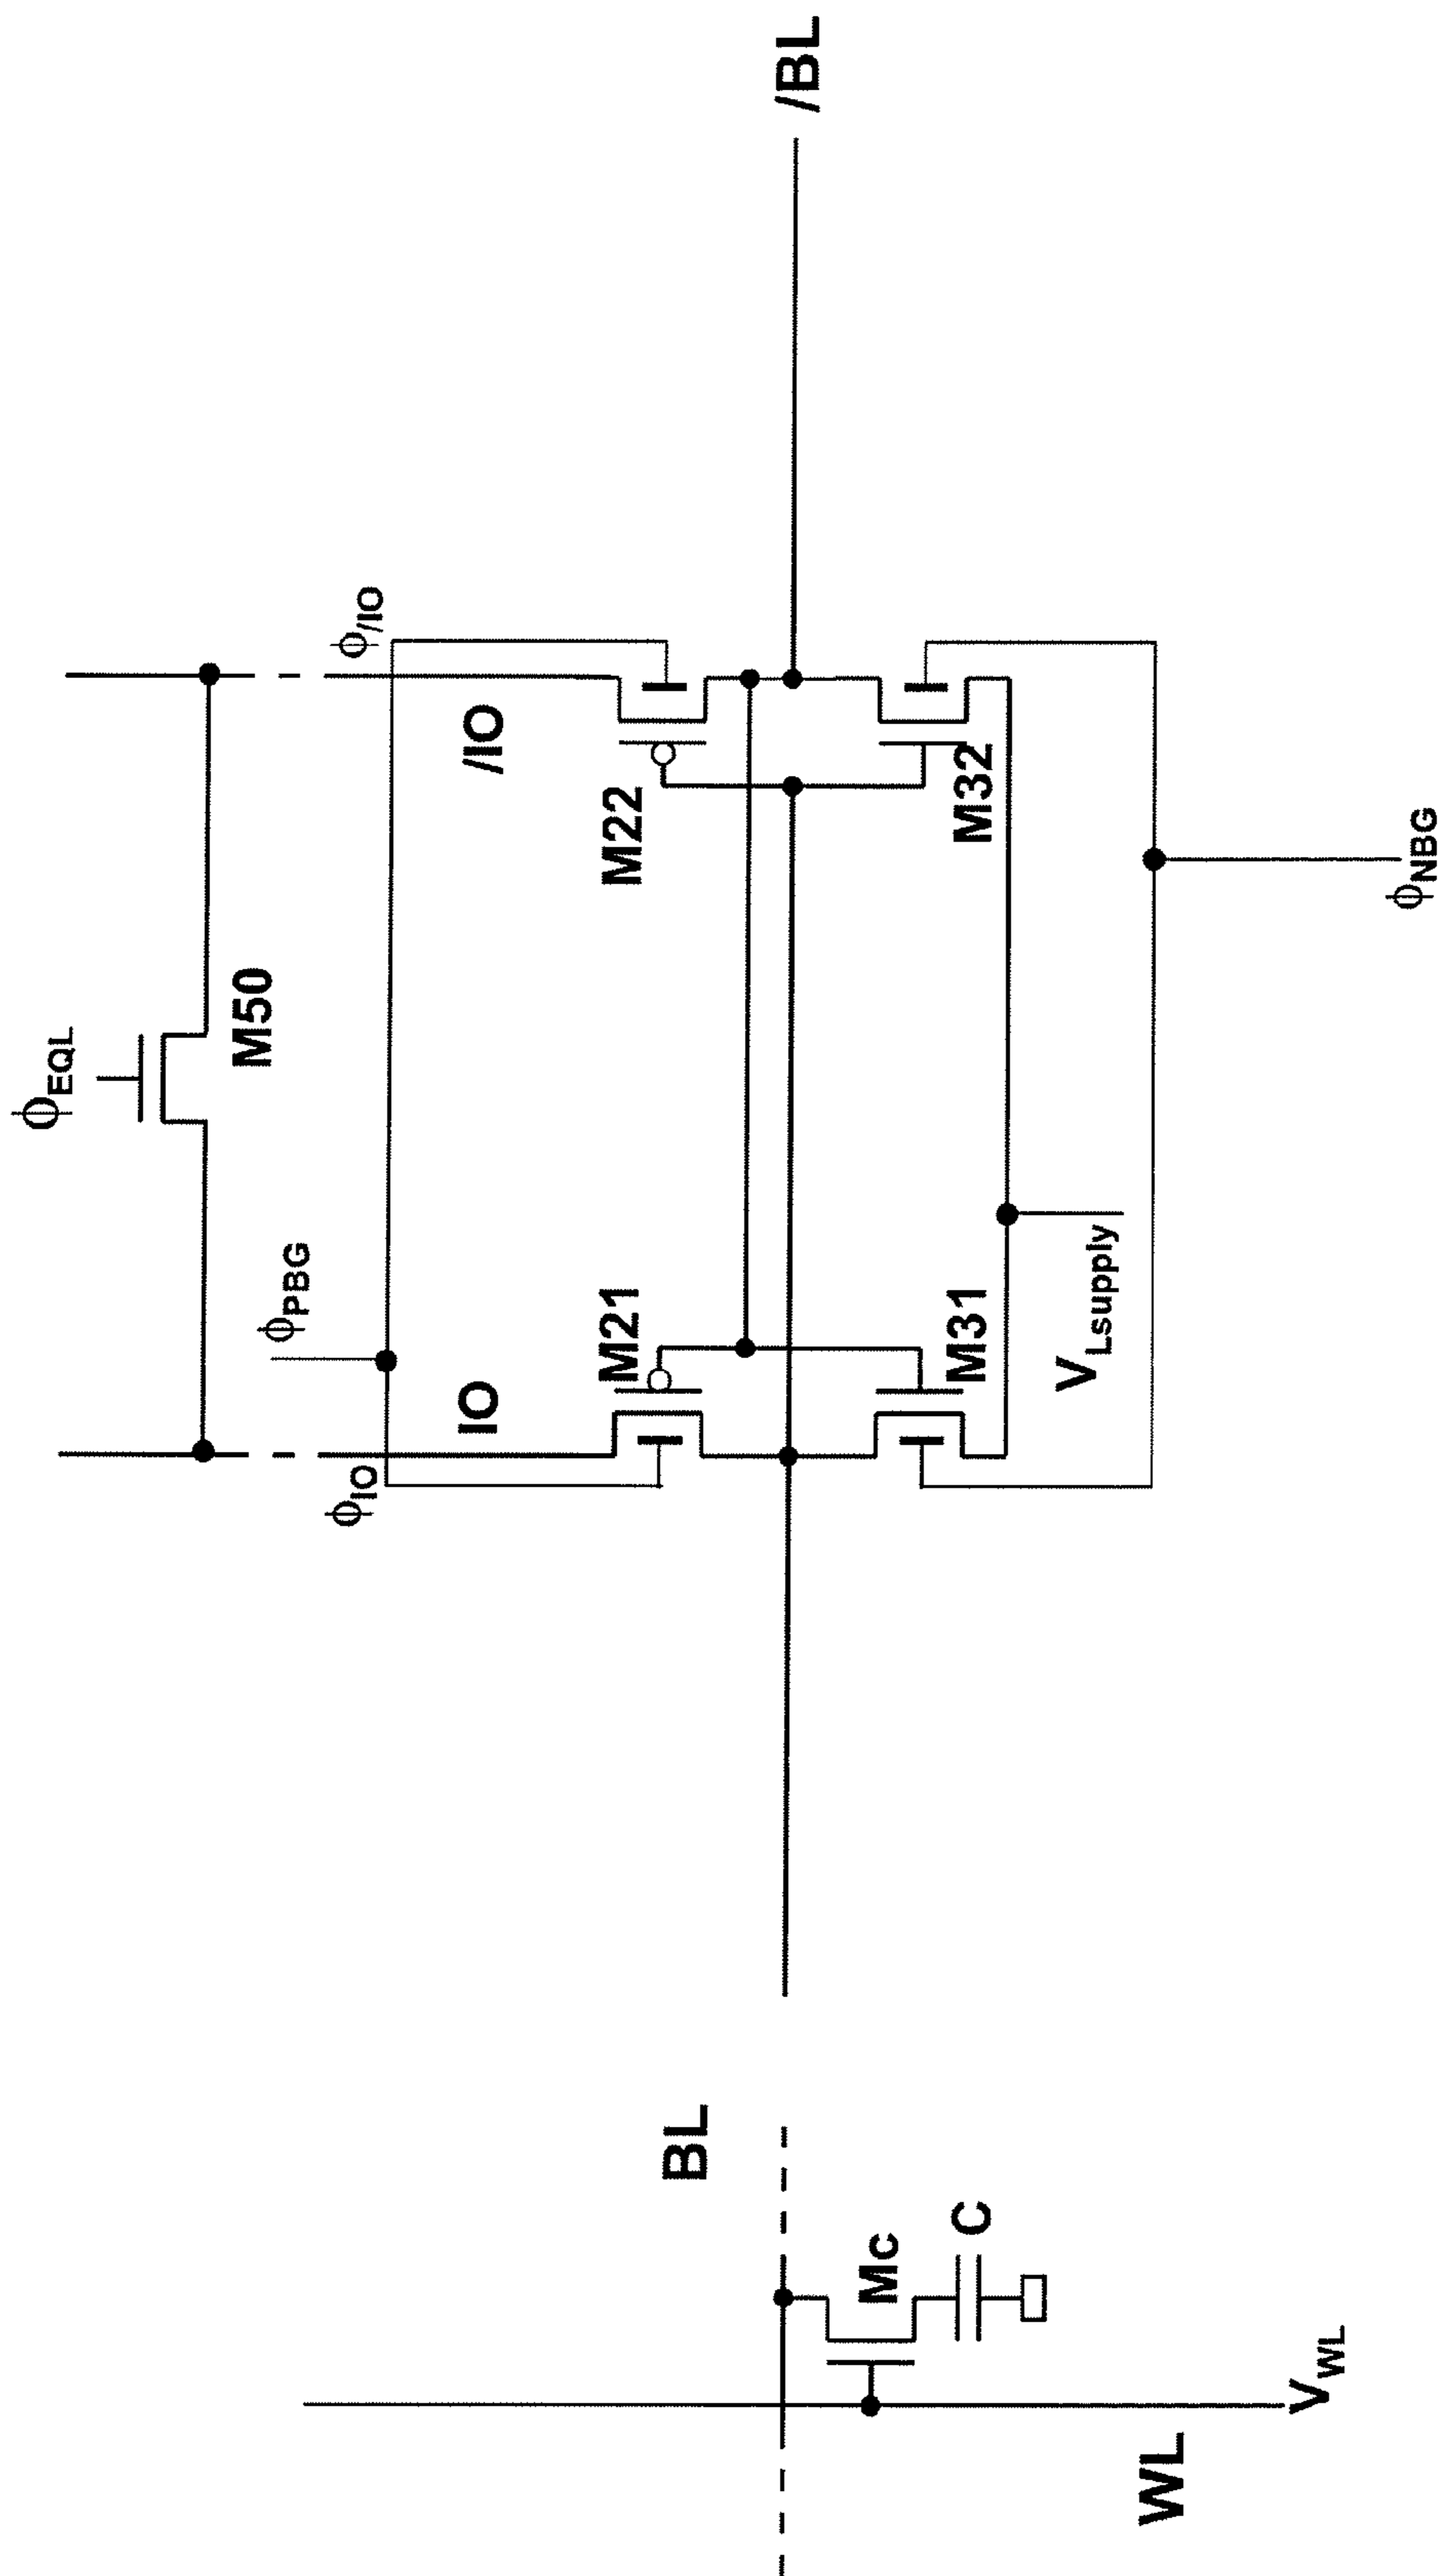 ϕEQL
M50
ϕPBG
ϕIO
ϕ/IO
IO
/IO
M21
M22
BL
/BL
Mc
C
M31
M32
VLsupply
WL
VWL
ϕNBG